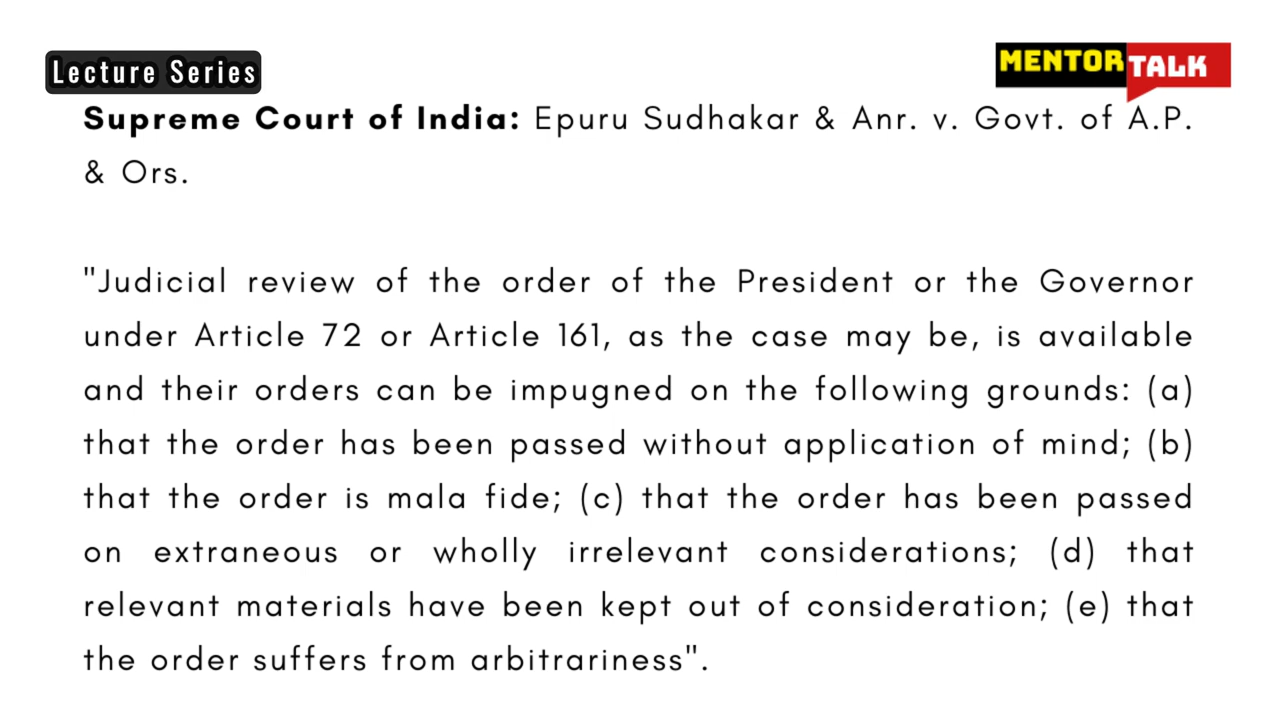 Lecture Series
MENTOR TALK
Supreme Court of India: Epuru Sudhakar & Anr. v. Govt. of A.P.
& Ors.
"Judicial review of the order of the President or the Governor
under Article 72 or Article 161, as the case may be, is available
and their orders can be impugned on the following grounds: (a)
that the order has been passed without application of mind; (b)
that the order is mala fide; (c) that the order has been passed
on extraneous or wholly irrelevant considerations; (d) that
relevant materials have been kept out of consideration; (e) that
the order suffers from arbitrariness".